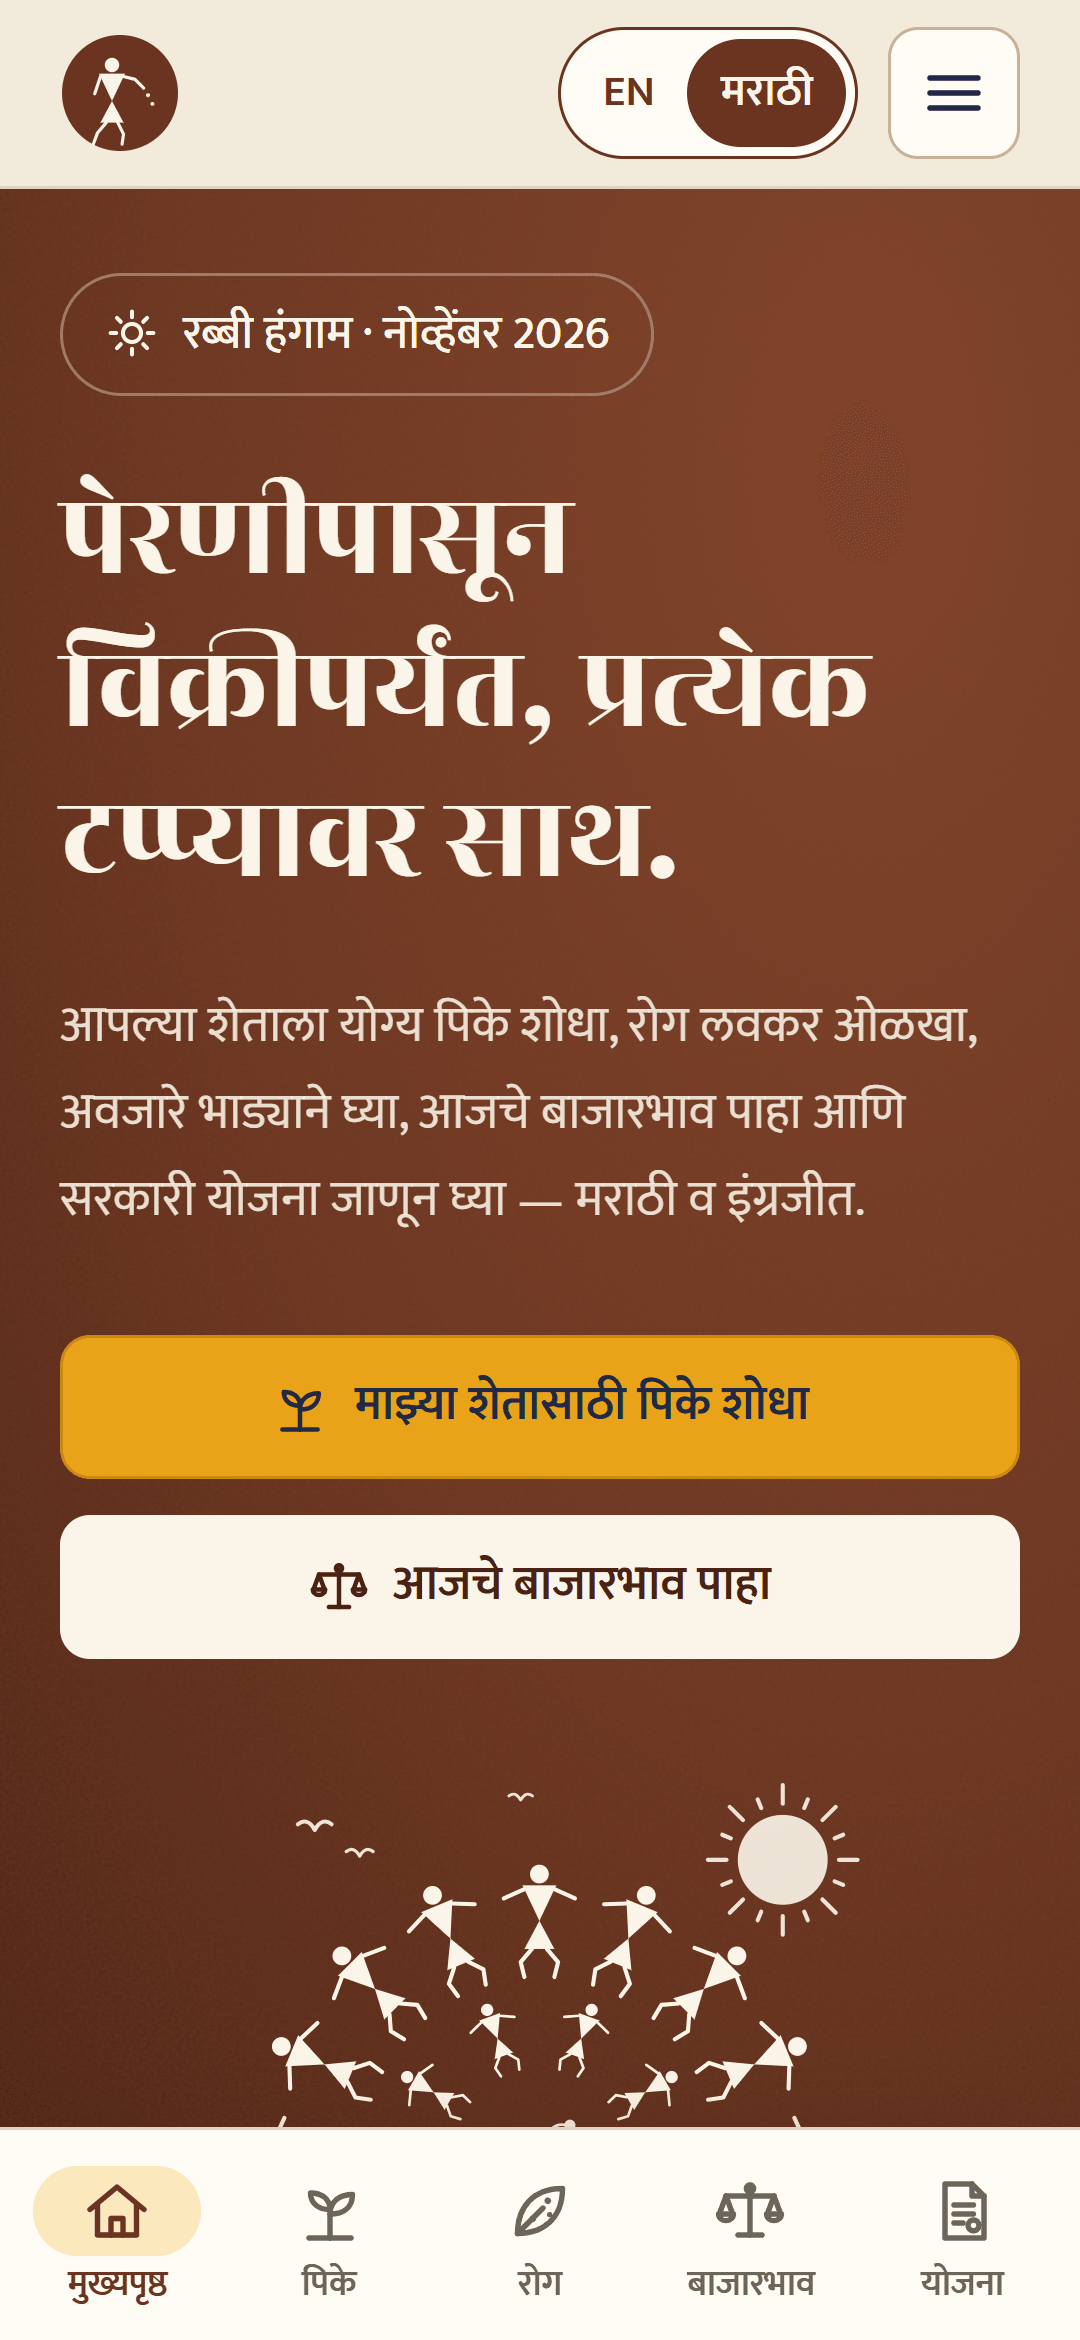 EN
मराठी
रब्बी हंगाम · नोव्हेंबर 2026
पेरणीपासून
विक्रीपर्यंत, प्रत्येक
टप्प्यावर साथ.
आपल्या शेताला योग्य पिके शोधा, रोग लवकर ओळखा,
अवजारे भाड्याने घ्या, आजचे बाजारभाव पाहा आणि
सरकारी योजना जाणून घ्या — मराठी व इंग्रजीत.
माझ्या शेतासाठी पिके शोधा
आजचे बाजारभाव पाहा
मुख्यपृष्ठ
पिके
रोग
बाजारभाव
योजना